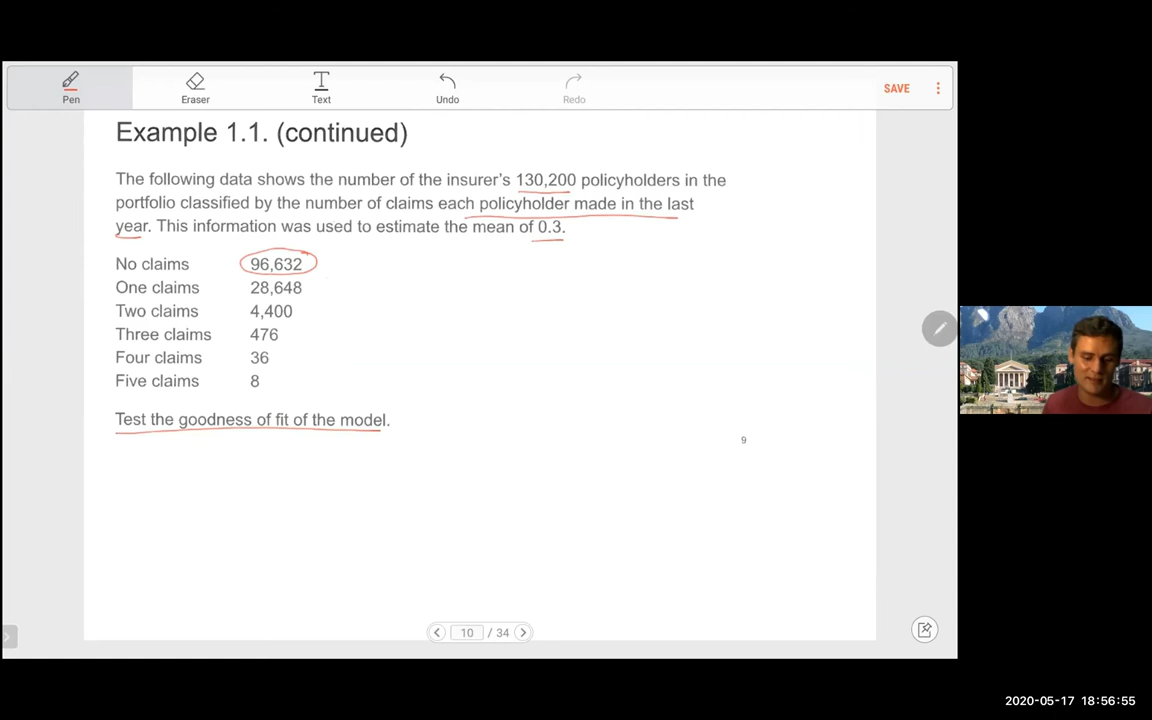 Pen
Eraser
Text
Undo
Redo
SAVE
Example 1.1. (continued)
The following data shows the number of the insurer's 130,200 policyholders in the
portfolio classified by the number of claims each policyholder made in the last
year. This information was used to estimate the mean of 0.3.
No claims 96,632
One claims 28,648
Two claims 4,400
Three claims 476
Four claims 36
Five claims 8
Test the goodness of fit of the model.
9
10 / 34
2020-05-17 18:56:55